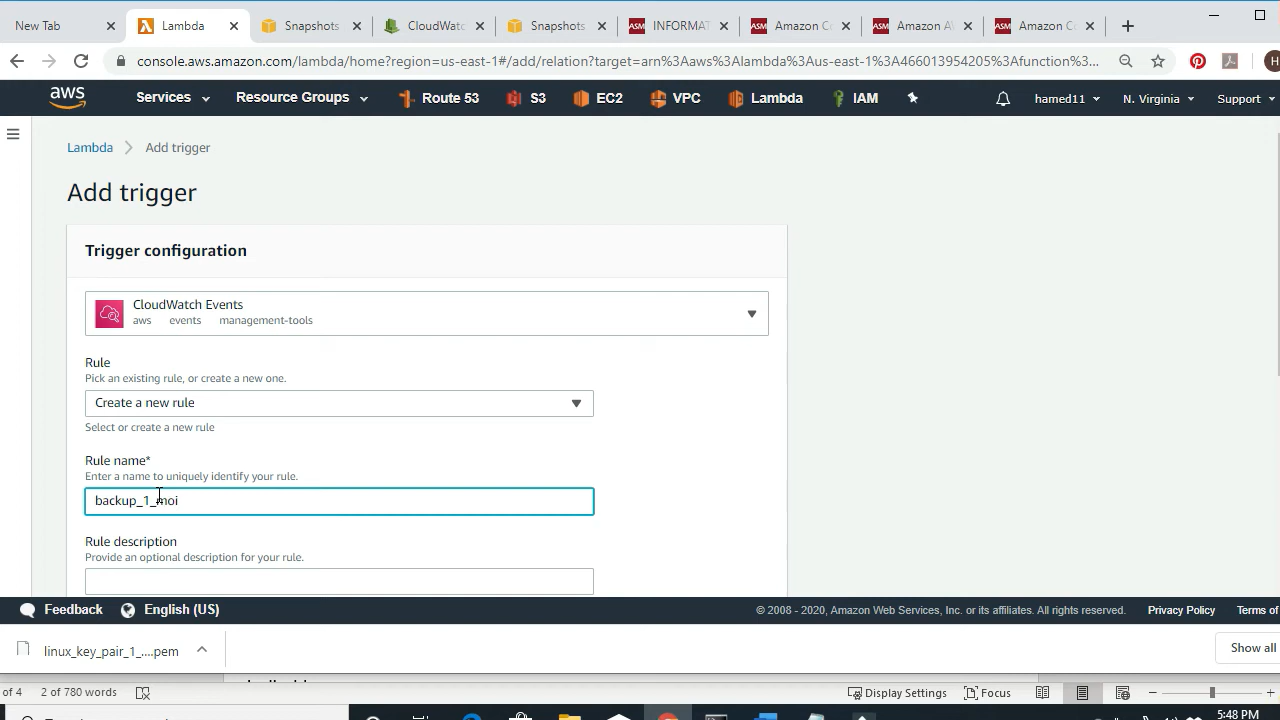 New Tab
Lambda
Snapshots
CloudWatc
Snapshots
ASM INFORMAT
ASM Amazon Ca
ASM Amazon A
ASM Amazon C
console.aws.amazon.com/lambda/home?region=us-east-1#/add/relation?target=arn%3Aaws%3Alambda%3Aus-east-1%3A466013954205%3Afunction%3...
aws
Services
Resource Groups
Route 53
S3
EC2
VPC
Lambda
IAM
hamed11
N. Virginia
Support
Lambda
Add trigger
Add trigger
Trigger configuration
CloudWatch Events
aws events management-tools
Rule
Pick an existing rule, or create a new one.
Create a new rule
Select or create a new rule
Rule name*
Enter a name to uniquely identify your rule.
backup_1_moi
Rule description
Provide an optional description for your rule.
Feedback
English (US)
© 2008 - 2020, Amazon Web Services, Inc. or its affiliates. All rights reserved.
Privacy Policy
Terms of
linux_key_pair_1_....pem
Show all
of 4
2 of 780 words
Display Settings
Focus
5:48 PM